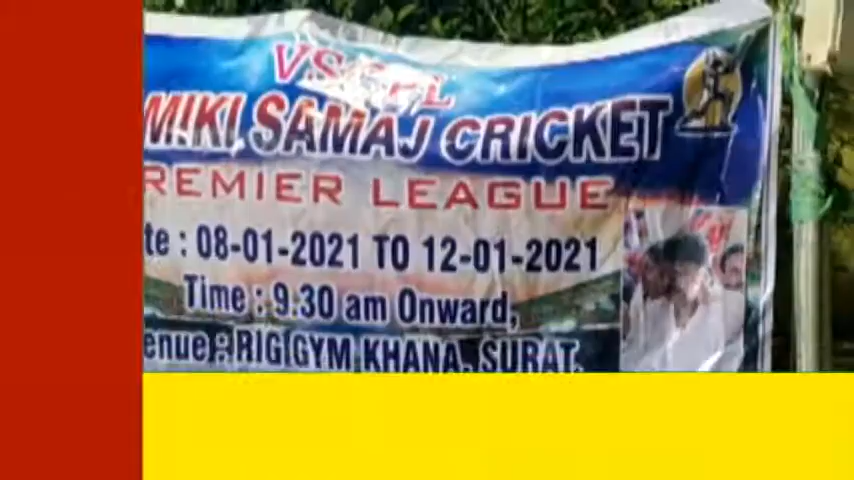 MIKI SAMAJ CRICKET
REMIER LEAGUE
te : 08-01-2021 TO 12-01-2021
Time : 9.30 am Onward,
enue : RIG GYM KHANA, SURAT.